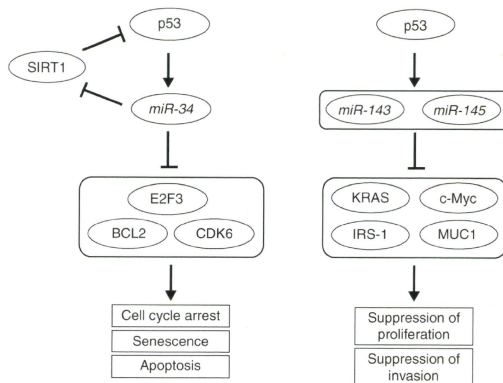 p53
SIRT1
miR-34
E2F3
BCL2 CDK6
Cell cycle arrest
Senescence
Apoptosis
p53
miR-143 miR-145
KRAS c-Myc
IRS-1 MUC1
Suppression of
proliferation
Suppression of
invasion